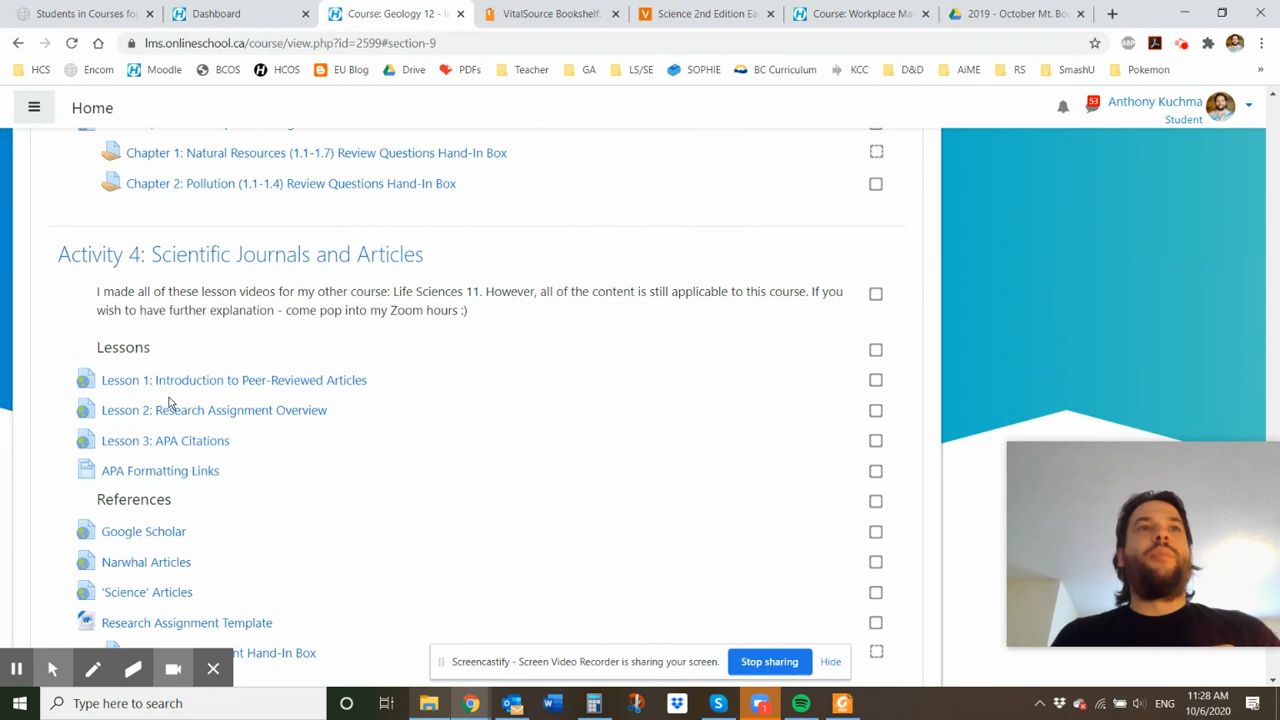 Students in Courses for
Dashboard
Course: Geology 12 - I
VitalSource Bookshelf:
Science 2nd Edition Ea
Course: Workplace Ma
2019 - October Mt. Bo
lms.onlineschool.ca/course/view.php?id=2599#section-9
HCS
Encom
Moodle
BCOS
HCOS
EU Blog
Drive
PDFs
Teacher
GA
LS/SE
SOPHIE
BC Curriculum
KCC
D&D
AiME
RS
SmashU
Pokemon
»
Home
53
Anthony Kuchma
Student
Chapter 1: Natural Resources (1.1-1.7) Review Questions Hand-In Box
Chapter 2: Pollution (1.1-1.4) Review Questions Hand-In Box
Activity 4: Scientific Journals and Articles
I made all of these lesson videos for my other course: Life Sciences 11. However, all of the content is still applicable to this course. If you
wish to have further explanation - come pop into my Zoom hours :)
Lessons
Lesson 1: Introduction to Peer-Reviewed Articles
Lesson 2: Research Assignment Overview
Lesson 3: APA Citations
APA Formatting Links
References
Google Scholar
Narwhal Articles
'Science' Articles
Research Assignment Template
nt Hand-In Box
Screencastify - Screen Video Recorder is sharing your screen.
Stop sharing
Hide
Type here to search
ENG
11:28 AM
10/6/2020